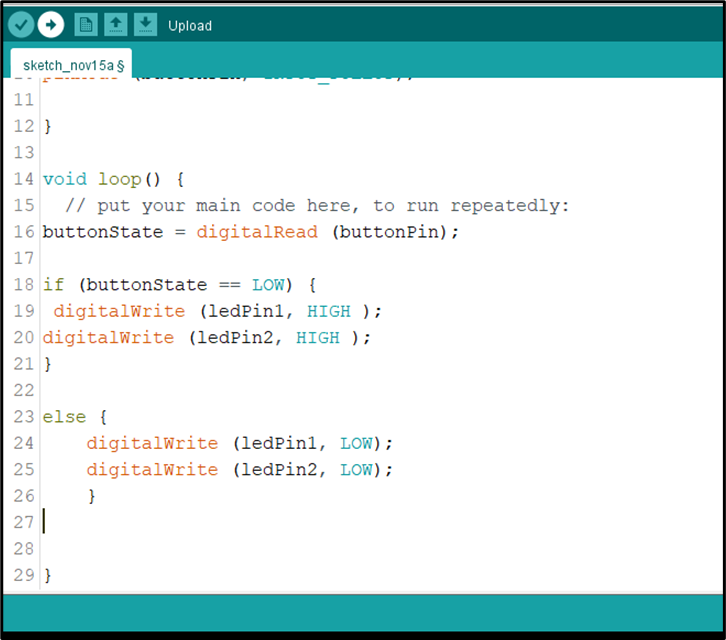 Upload
sketch_nov15a §
11
12 }
13
14 void loop() {
15 // put your main code here, to run repeatedly:
16 buttonState = digitalRead (buttonPin);
17
18 if (buttonState == LOW) {
19 digitalWrite (ledPin1, HIGH );
20 digitalWrite (ledPin2, HIGH );
21 }
22
23 else {
24 digitalWrite (ledPin1, LOW);
25 digitalWrite (ledPin2, LOW);
26 }
27
28
29 }